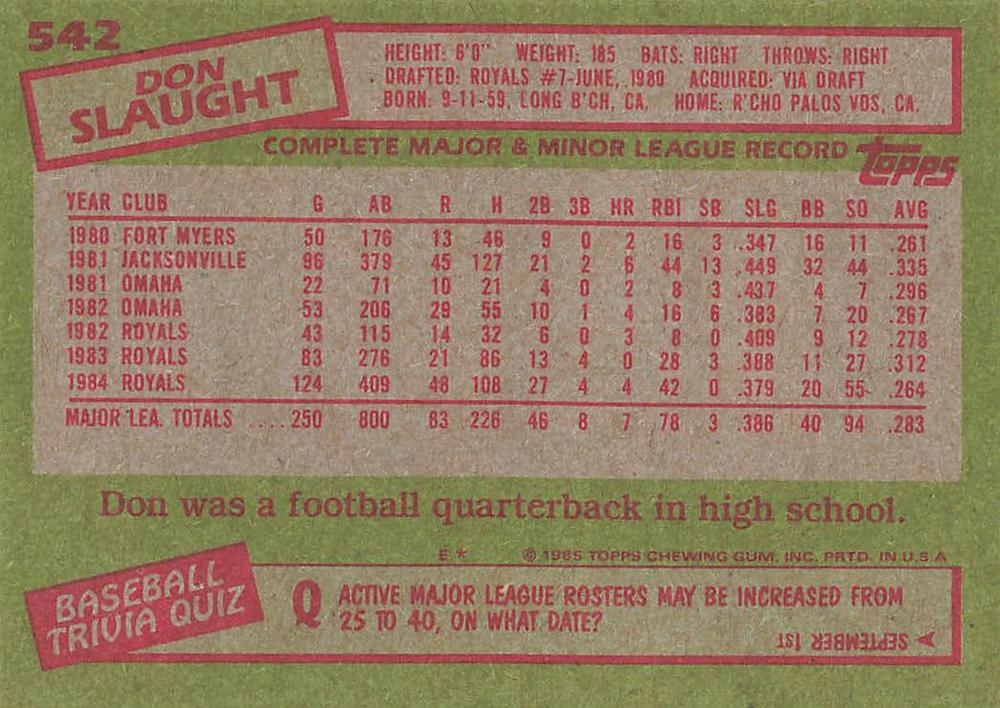 542
DON
SLAUGHT
HEIGHT: 6'0" WEIGHT: 185 BATS: RIGHT THROWS: RIGHT
DRAFTED: ROYALS #7-JUNE, 1980 ACQUIRED: VIA DRAFT
BORN: 9-11-59, LONG B'CH, CA. HOME: R'CHO PALOS VDS, CA.
COMPLETE MAJOR & MINOR LEAGUE RECORD
TOPPS
YEAR CLUB G AB R H 2B 3B HR RBI SB SLG BB SO AVG
1980 FORT MYERS 50 176 13 46 9 0 2 16 3 .347 16 11 .261
1981 JACKSONVILLE 96 379 45 127 21 2 6 44 13 .449 32 44 .335
1981 OMAHA 22 71 10 21 4 0 2 8 3 .437 4 7 .296
1982 OMAHA 53 206 29 55 10 1 4 16 6 .383 7 20 .267
1982 ROYALS 43 115 14 32 6 0 3 8 0 .409 9 12 .278
1983 ROYALS 83 276 21 86 13 4 0 28 3 .388 11 27 .312
1984 ROYALS 124 409 48 108 27 4 4 42 0 .379 20 55 .264
MAJOR LEA. TOTALS .... 250 800 83 226 46 8 7 78 3 .386 40 94 .283
Don was a football quarterback in high school.
E* © 1985 TOPPS CHEWING GUM, INC. PRTD. IN U.S.A
BASEBALL
TRIVIA QUIZ
Q ACTIVE MAJOR LEAGUE ROSTERS MAY BE INCREASED FROM
25 TO 40, ON WHAT DATE?
A SEPTEMBER 1ST